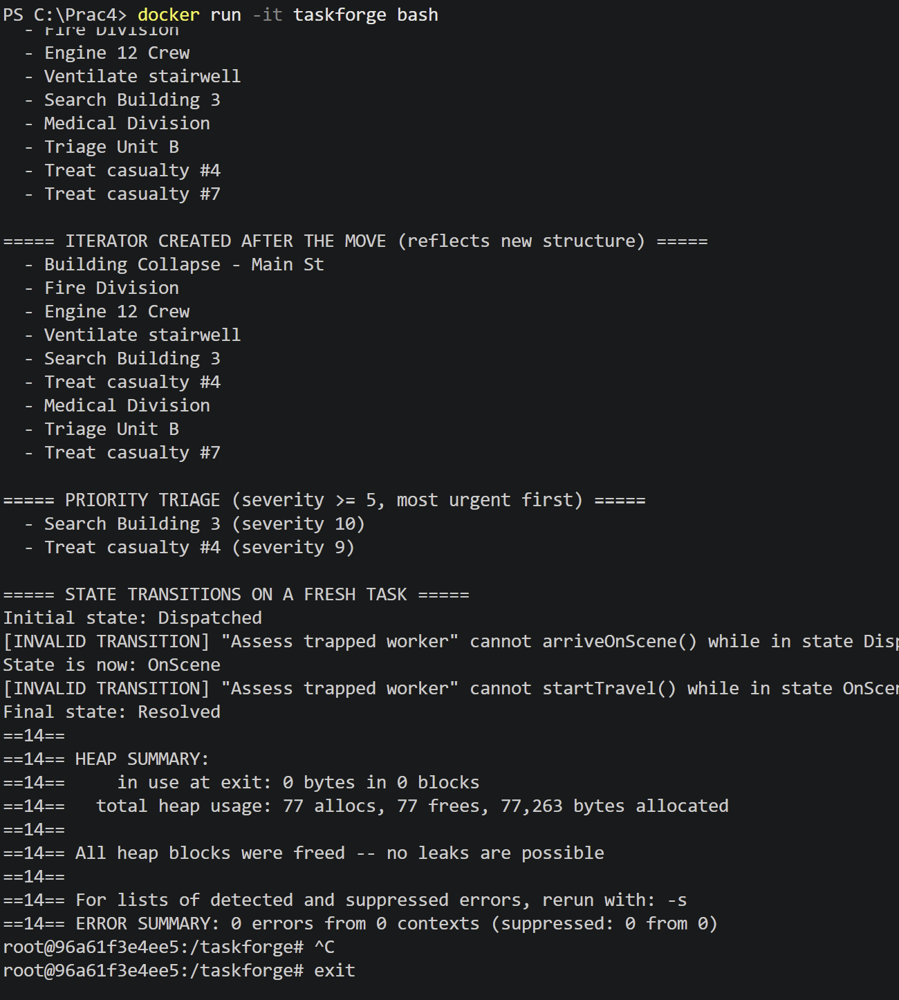 PS C:\Prac4> docker run -it taskforge bash
  - Fire Division
  - Engine 12 Crew
  - Ventilate stairwell
  - Search Building 3
  - Medical Division
  - Triage Unit B
  - Treat casualty #4
  - Treat casualty #7

===== ITERATOR CREATED AFTER THE MOVE (reflects new structure) =====
  - Building Collapse - Main St
  - Fire Division
  - Engine 12 Crew
  - Ventilate stairwell
  - Search Building 3
  - Treat casualty #4
  - Medical Division
  - Triage Unit B
  - Treat casualty #7

===== PRIORITY TRIAGE (severity >= 5, most urgent first) =====
  - Search Building 3 (severity 10)
  - Treat casualty #4 (severity 9)

===== STATE TRANSITIONS ON A FRESH TASK =====
Initial state: Dispatched
[INVALID TRANSITION] "Assess trapped worker" cannot arriveOnScene() while in state Disp
State is now: OnScene
[INVALID TRANSITION] "Assess trapped worker" cannot startTravel() while in state OnScen
Final state: Resolved
==14==
==14== HEAP SUMMARY:
==14==     in use at exit: 0 bytes in 0 blocks
==14==   total heap usage: 77 allocs, 77 frees, 77,263 bytes allocated
==14==
==14== All heap blocks were freed -- no leaks are possible
==14==
==14== For lists of detected and suppressed errors, rerun with: -s
==14== ERROR SUMMARY: 0 errors from 0 contexts (suppressed: 0 from 0)
root@96a61f3e4ee5:/taskforge# ^C
root@96a61f3e4ee5:/taskforge# exit